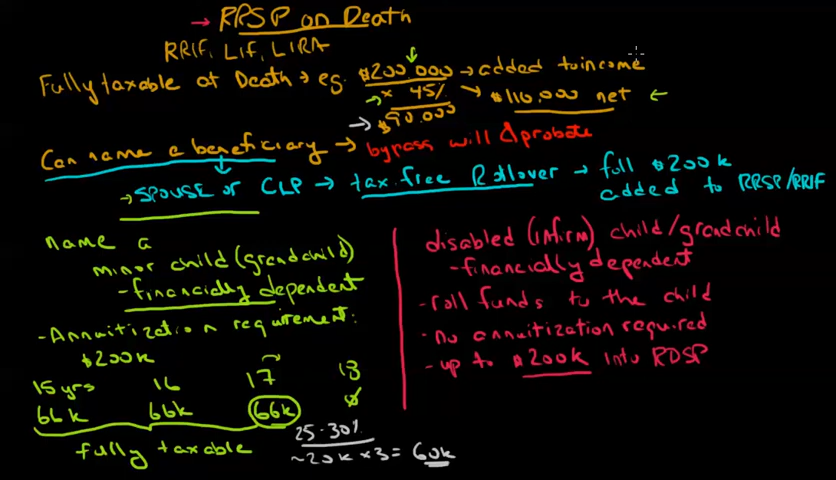 → RRSP on Death
RRIF, LIF, LIRA
Fully taxable at Death → eg. $200.000 → added to income
→ x 45% → $110.000 net ←
→ $90.000
Can name a beneficiary → bypass will & probate
→ SPOUSE or CLP → tax.free Rollover → full $200k
added to RRSP/RRIF
name a
minor child (grandchild)
- financially dependent
- Annuitization requirement:
$200k
15 yrs 16 17 18
66k 66k 66k
fully taxable
25-30%
~20k x3 = 60k
disabled (infirm) child/grandchild
- financially dependent
- roll funds to the child
- no annuitization required
- up to $200k into RDSP